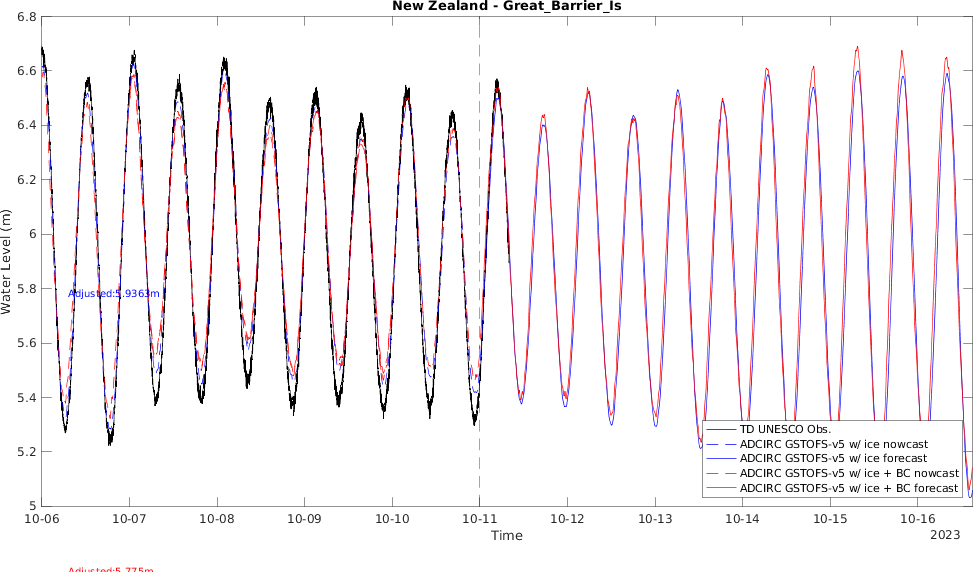 New Zealand - Great_Barrier_Is
6.8
6.6
6.4
6.2
6
5.8
5.6
5.4
5.2
5
Water Level (m)
Adjusted:5.9363m
TD UNESCO Obs.
ADCIRC GSTOFS-v5 w/ ice nowcast
ADCIRC GSTOFS-v5 w/ ice forecast
ADCIRC GSTOFS-v5 w/ ice + BC nowcast
ADCIRC GSTOFS-v5 w/ ice + BC forecast
10-06 10-07 10-08 10-09 10-10 10-11 10-12 10-13 10-14 10-15 10-16
Time
2023
Adjusted:5.775m